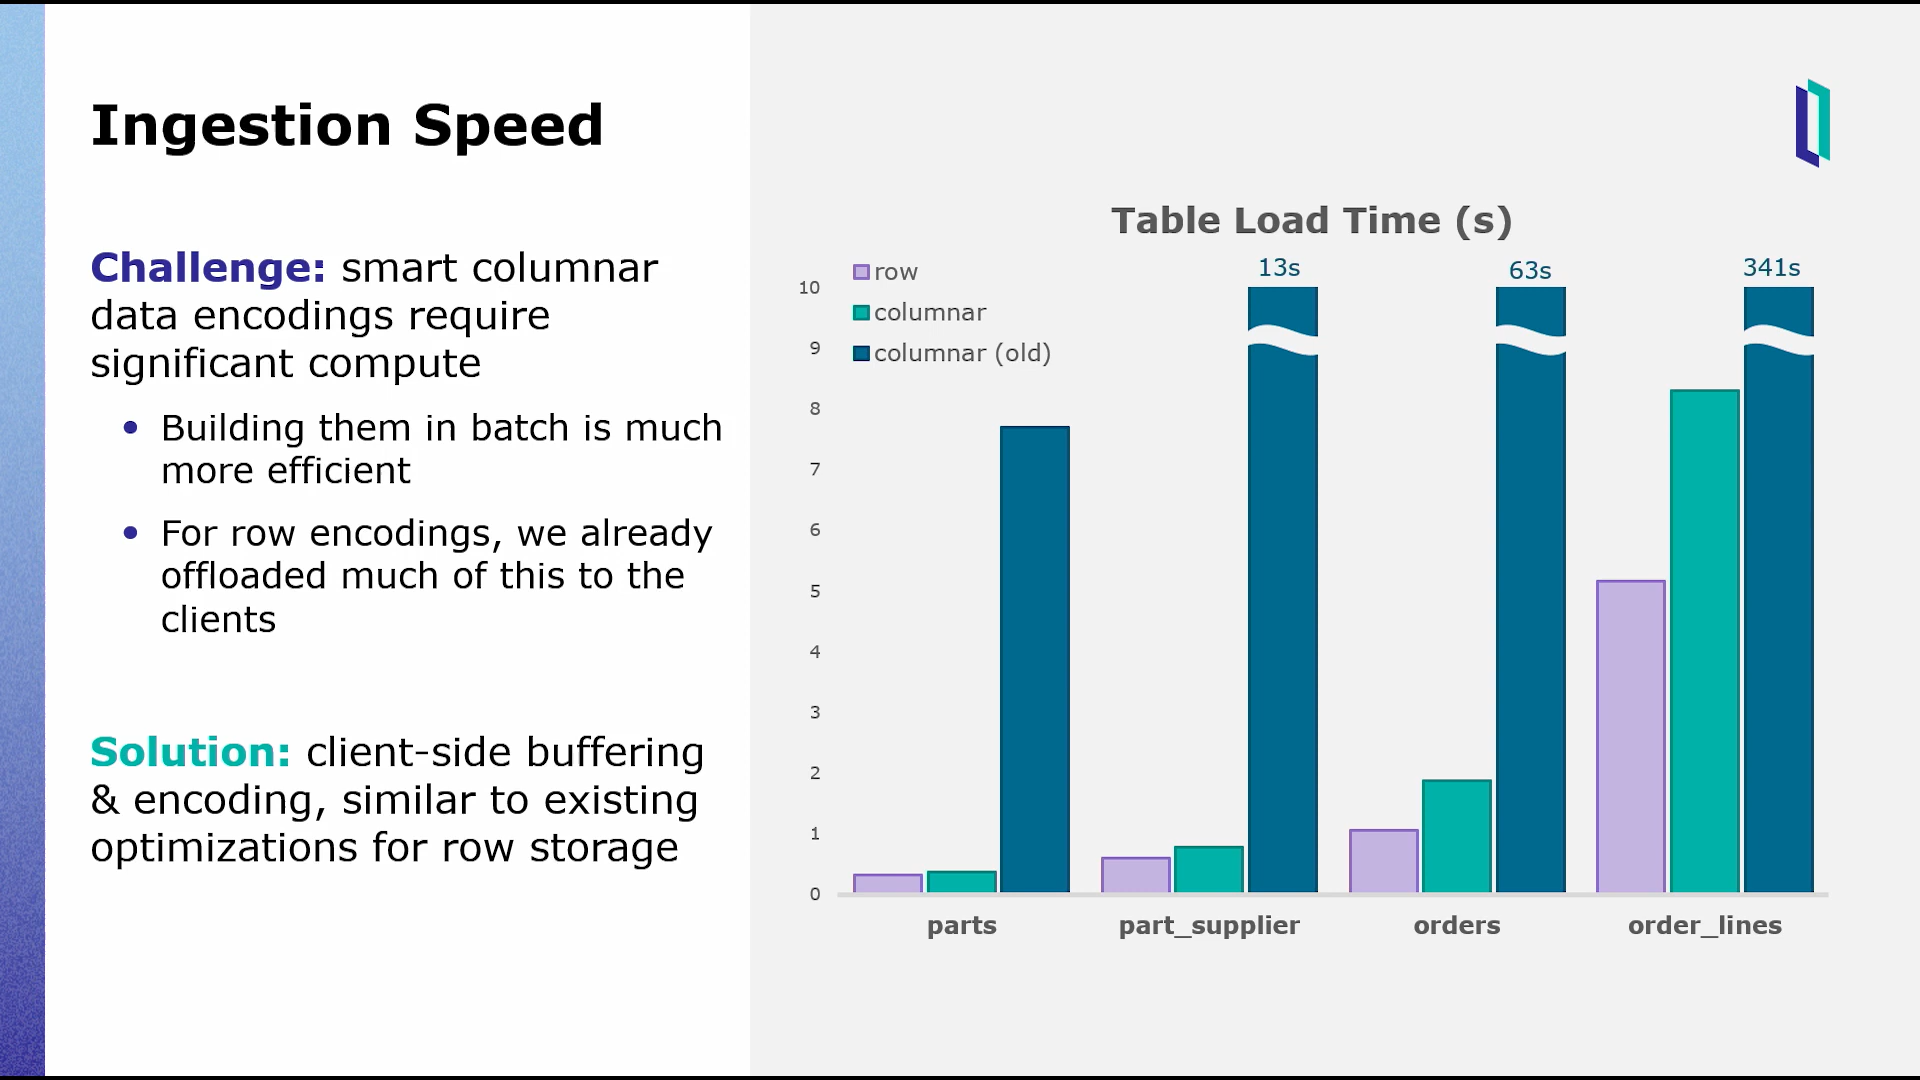 Ingestion Speed
Challenge: smart columnar
data encodings require
significant compute
• Building them in batch is much
more efficient
• For row encodings, we already
offloaded much of this to the
clients
Solution: client-side buffering
& encoding, similar to existing
optimizations for row storage
Table Load Time (s)
row
columnar
columnar (old)
13s
63s
341s
10
9
8
7
6
5
4
3
2
1
0
parts
part_supplier
orders
order_lines